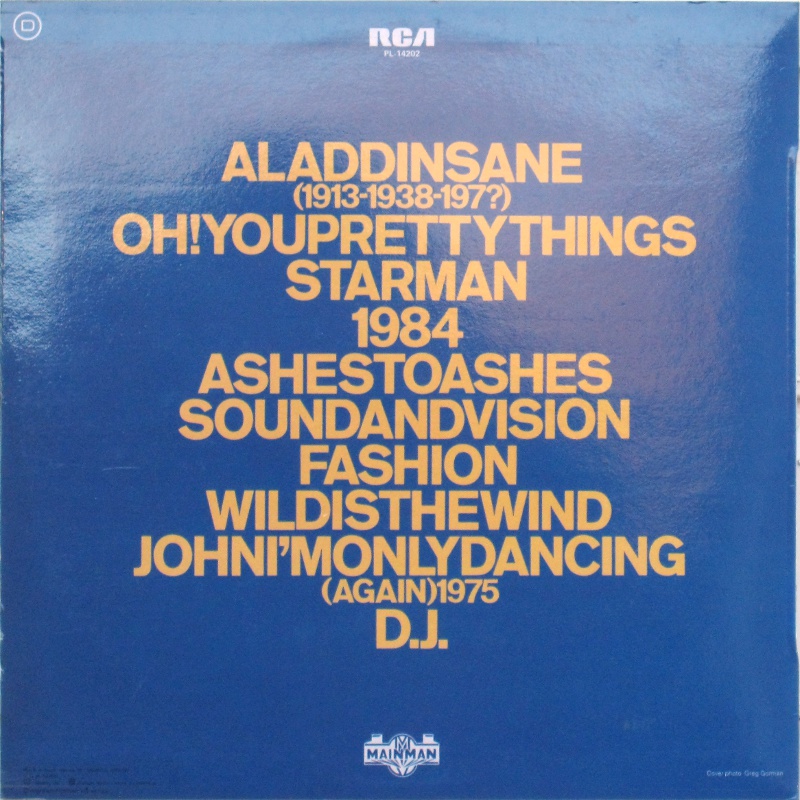 D
RCA
PL 14202
ALADDINSANE
(1913-1938-197?)
OH!YOUPRETTYTHINGS
STARMAN
1984
ASHESTOASHES
SOUNDANDVISION
FASHION
WILDISTHEWIND
JOHNI'MONLYDANCING
(AGAIN)1975
D.J.
MAINMAN
Cover photo: Greg Gorman